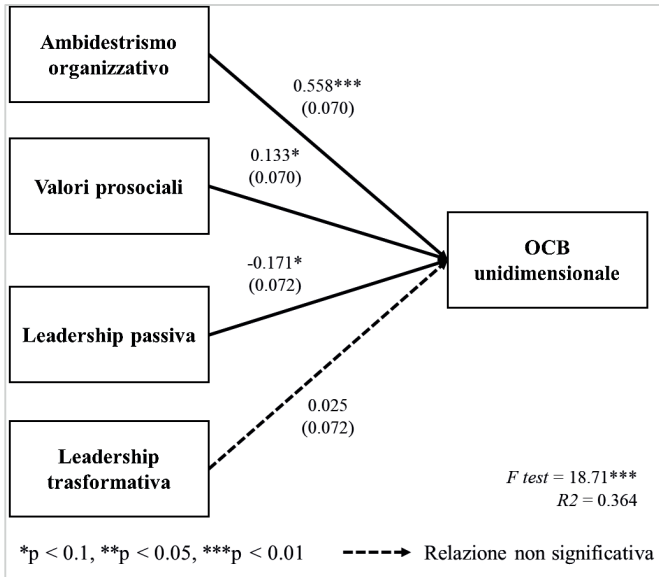 Ambidestrismo
organizzativo
0.558***
(0.070)
Valori prosociali
0.133*
(0.070)
OCB
unidimensionale
Leadership passiva
-0.171*
(0.072)
Leadership
trasformativa
0.025
(0.072)
F test = 18.71***
R2 = 0.364
*p < 0.1, **p < 0.05, ***p < 0.01
Relazione non significativa